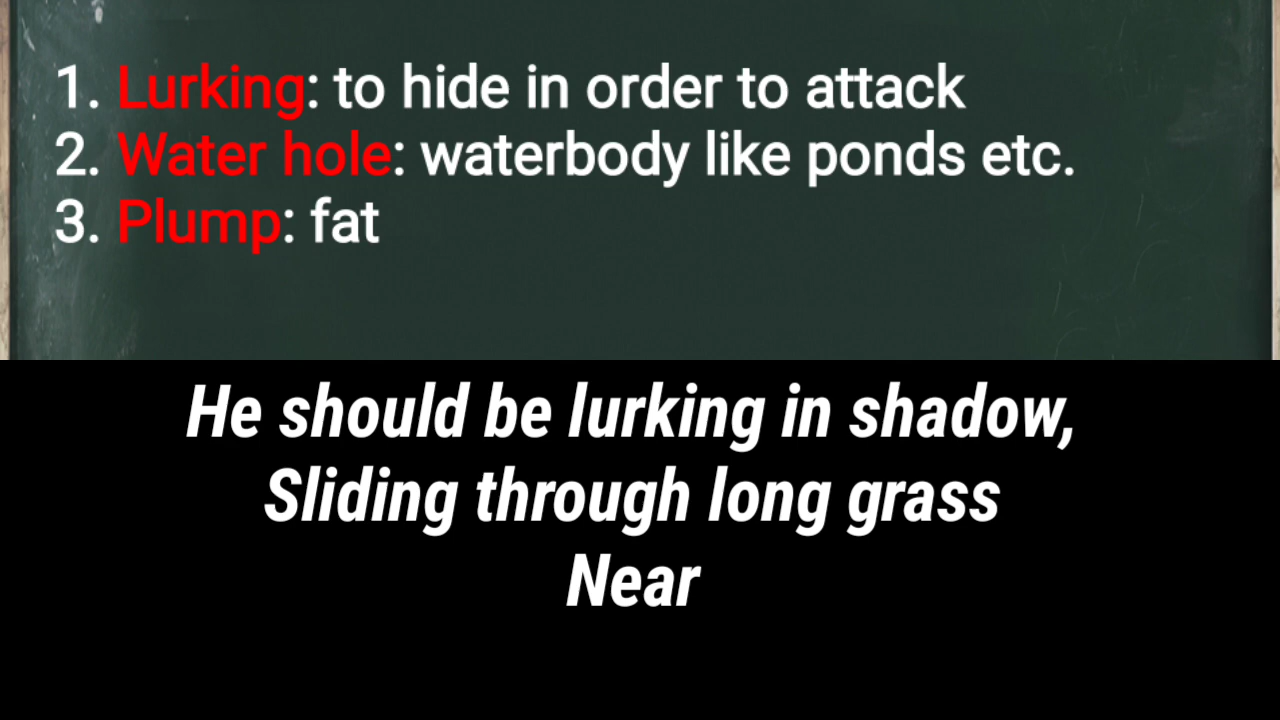 1. Lurking: to hide in order to attack
2. Water hole: waterbody like ponds etc.
3. Plump: fat
He should be lurking in shadow,
Sliding through long grass
Near